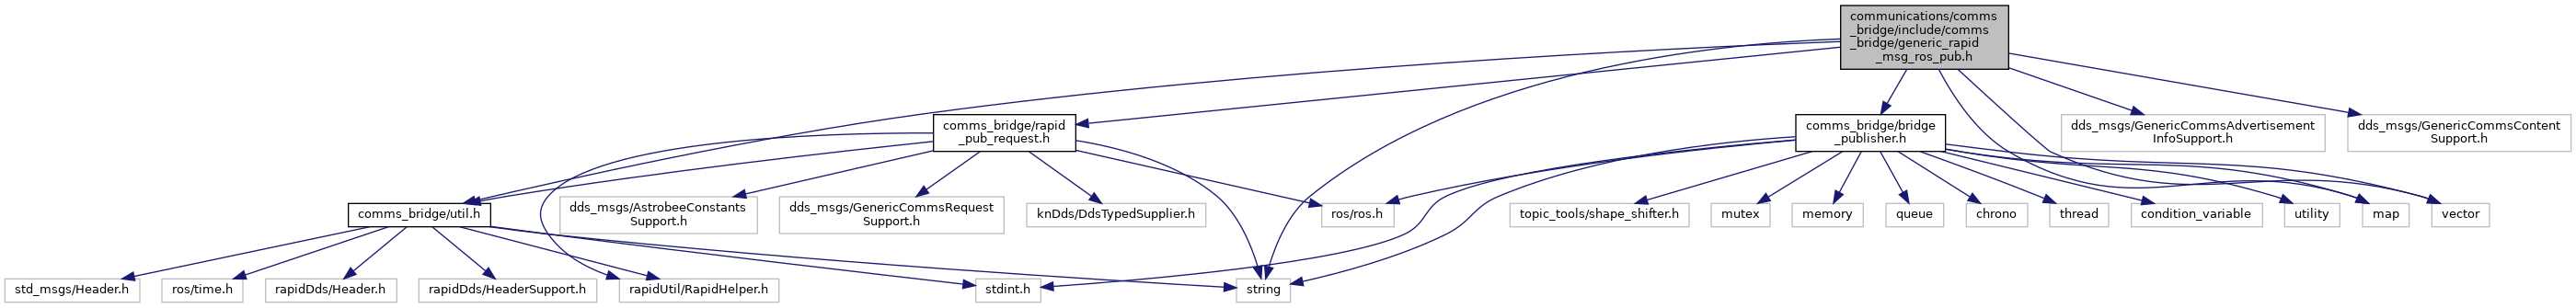 communications/comms
_bridge/include/comms
_bridge/generic_rapid
_msg_ros_pub.h
comms_bridge/rapid
_pub_request.h
comms_bridge/bridge
_publisher.h
dds_msgs/GenericCommsAdvertisement
InfoSupport.h
dds_msgs/GenericCommsContent
Support.h
comms_bridge/util.h
dds_msgs/AstrobeeConstants
Support.h
dds_msgs/GenericCommsRequest
Support.h
knDds/DdsTypedSupplier.h
ros/ros.h
topic_tools/shape_shifter.h
mutex
memory
queue
chrono
thread
condition_variable
utility
map
vector
std_msgs/Header.h
ros/time.h
rapidDds/Header.h
rapidDds/HeaderSupport.h
rapidUtil/RapidHelper.h
stdint.h
string